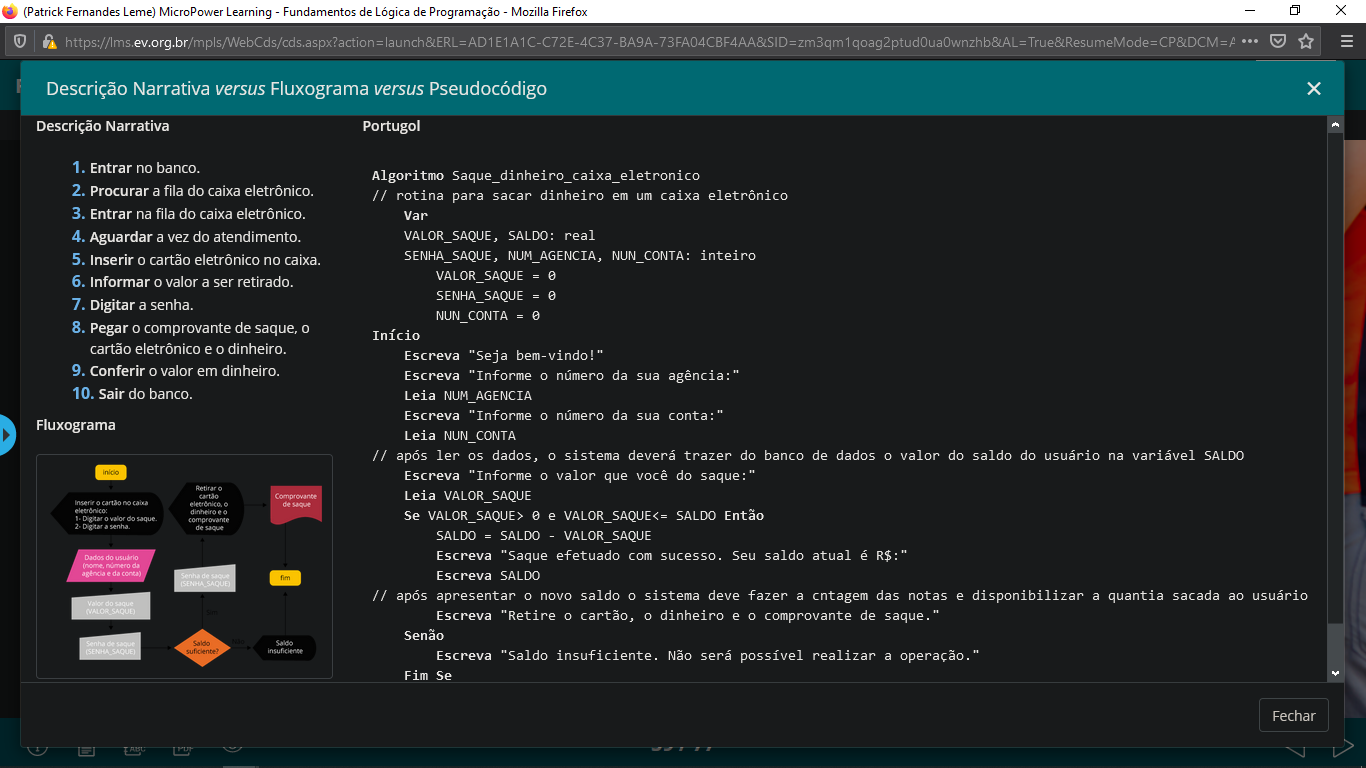 (Patrick Fernandes Leme) MicroPower Learning - Fundamentos de Lógica de Programação - Mozilla Firefox
https://lms.ev.org.br/mpls/WebCds/cds.aspx?action=launch&ERL=AD1E1A1C-C72E-4C37-BA9A-73FA04CBF4AA&SID=zm3qm1qoag2ptud0ua0wnzhb&AL=True&ResumeMode=CP&DCM=A
Descrição Narrativa versus Fluxograma versus Pseudocódigo
Descrição Narrativa
1. Entrar no banco.
2. Procurar a fila do caixa eletrônico.
3. Entrar na fila do caixa eletrônico.
4. Aguardar a vez do atendimento.
5. Inserir o cartão eletrônico no caixa.
6. Informar o valor a ser retirado.
7. Digitar a senha.
8. Pegar o comprovante de saque, o
cartão eletrônico e o dinheiro.
9. Conferir o valor em dinheiro.
10. Sair do banco.
Fluxograma
início
Inserir o cartão no caixa
eletrônico:
1- Digitar o valor do saque.
2- Digitar a senha.
Dados do usuário
(nome, número da
agência e da conta)
Valor do saque
(VALOR_SAQUE)
Senha de saque
(SENHA_SAQUE)
Saldo
suficiente?
Sim
Não
Saldo
insuficiente
Senha de saque
(SENHA_SAQUE)
Retirar o
cartão
eletrônico, o
dinheiro e o
comprovante
de saque
Comprovante
de saque
fim
Portugol
Algoritmo Saque_dinheiro_caixa_eletronico
// rotina para sacar dinheiro em um caixa eletrônico
Var
VALOR_SAQUE, SALDO: real
SENHA_SAQUE, NUM_AGENCIA, NUN_CONTA: inteiro
VALOR_SAQUE = 0
SENHA_SAQUE = 0
NUN_CONTA = 0
Início
Escreva "Seja bem-vindo!"
Escreva "Informe o número da sua agência:"
Leia NUM_AGENCIA
Escreva "Informe o número da sua conta:"
Leia NUN_CONTA
// após ler os dados, o sistema deverá trazer do banco de dados o valor do saldo do usuário na variável SALDO
Escreva "Informe o valor que você do saque:"
Leia VALOR_SAQUE
Se VALOR_SAQUE> 0 e VALOR_SAQUE<= SALDO Então
SALDO = SALDO - VALOR_SAQUE
Escreva "Saque efetuado com sucesso. Seu saldo atual é R$:"
Escreva SALDO
// após apresentar o novo saldo o sistema deve fazer a cntagem das notas e disponibilizar a quantia sacada ao usuário
Escreva "Retire o cartão, o dinheiro e o comprovante de saque."
Senão
Escreva "Saldo insuficiente. Não será possível realizar a operação."
Fim Se
Fechar